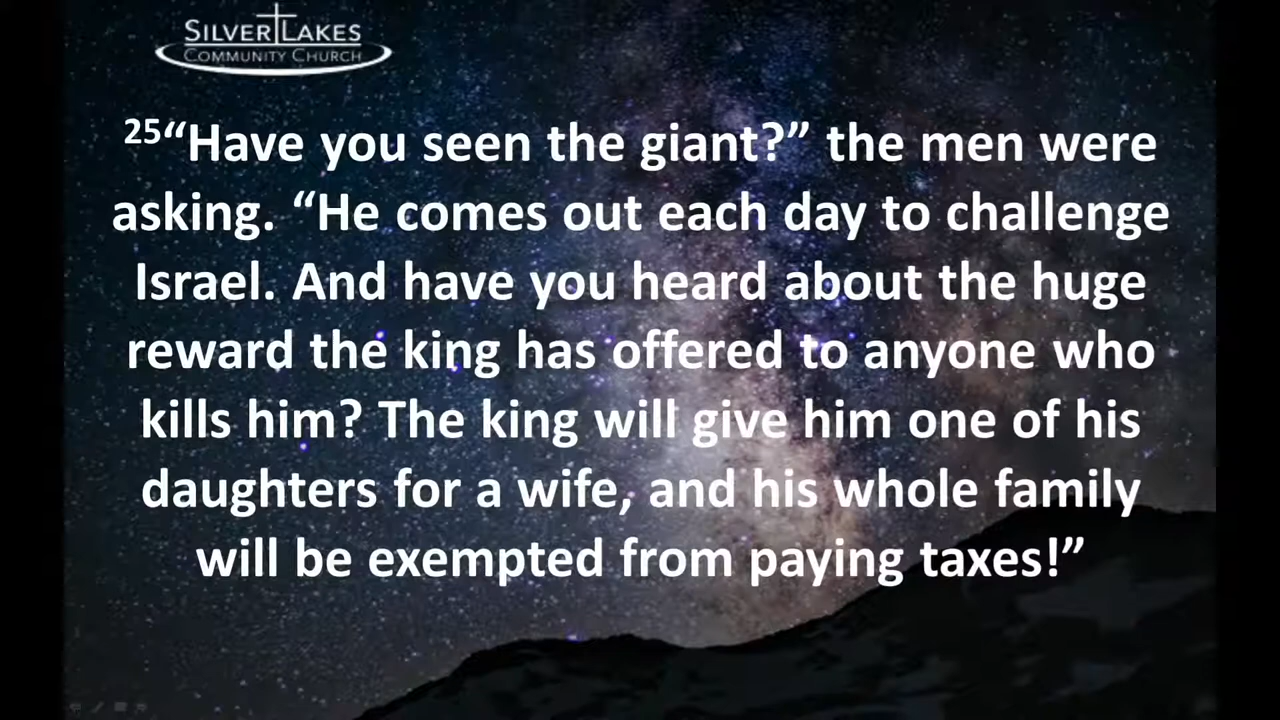 SILVER LAKES
COMMUNITY CHURCH
25“Have you seen the giant?” the men were
asking. “He comes out each day to challenge
Israel. And have you heard about the huge
reward the king has offered to anyone who
kills him? The king will give him one of his
daughters for a wife, and his whole family
will be exempted from paying taxes!”